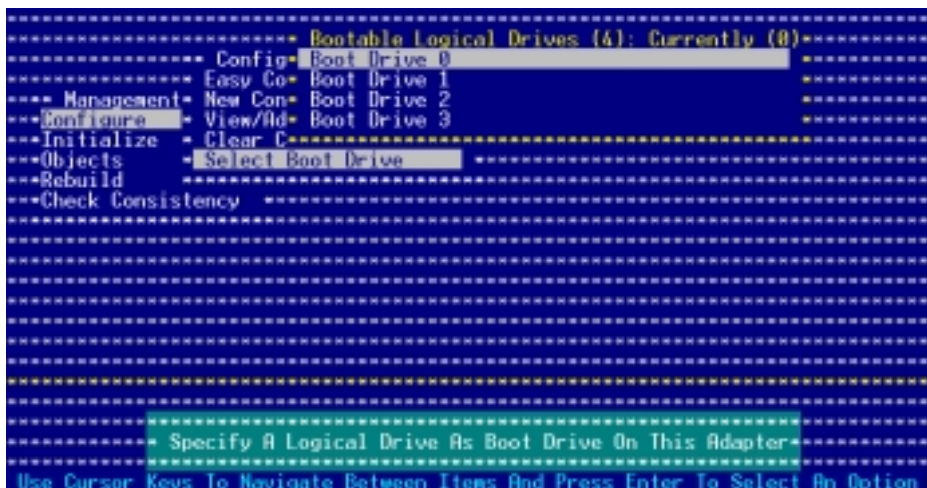 Bootable Logical Drives (4): Currently (0)
Config Boot Drive 0
Easy Co Boot Drive 1
Management New Con Boot Drive 2
Configure View/Ad Boot Drive 3
Initialize Clear C
Objects Select Boot Drive
Rebuild
Check Consistency
Specify A Logical Drive As Boot Drive On This Adapter
Use Cursor Keys To Navigate Between Items And Press Enter To Select An Option